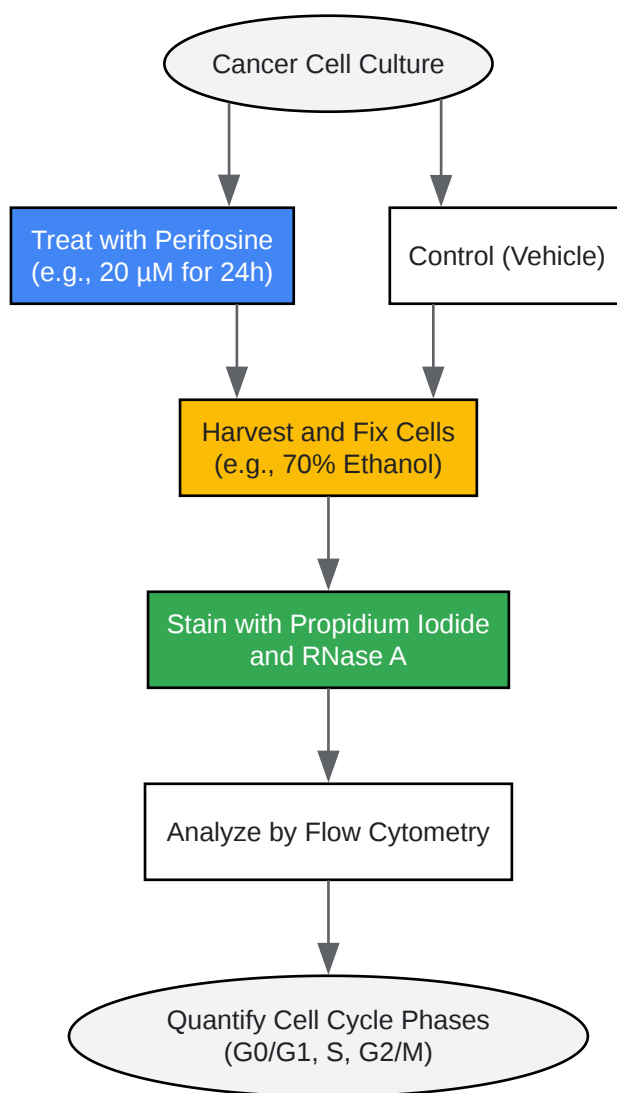 Cancer Cell Culture
Treat with Perifosine
(e.g., 20 µM for 24h)
Control (Vehicle)
Harvest and Fix Cells
(e.g., 70% Ethanol)
Stain with Propidium Iodide
and RNase A
Analyze by Flow Cytometry
Quantify Cell Cycle Phases
(G0/G1, S, G2/M)